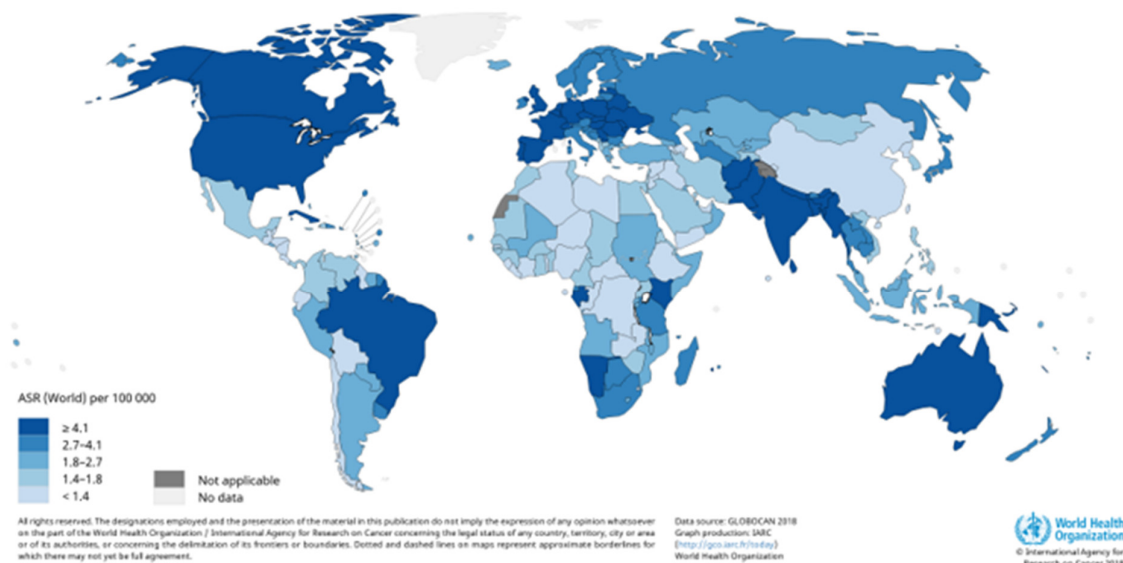 ASR (World) per 100 000
≥ 4.1
2.7–4.1
1.8–2.7
1.4–1.8
< 1.4
Not applicable
No data
All rights reserved. The designations employed and the presentation of the material in this publication do not imply the expression of any opinion whatsoever
on the part of the World Health Organization / International Agency for Research on Cancer concerning the legal status of any country, territory, city or area
or of its authorities, or concerning the delimitation of its frontiers or boundaries. Dotted and dashed lines on maps represent approximate borderlines for
which there may not yet be full agreement.
Data source: GLOBOCAN 2018
Graph production: IARC
(http://gco.iarc.fr/today)
World Health Organization
World Health
Organization
© International Agency for
Research on Cancer 2018